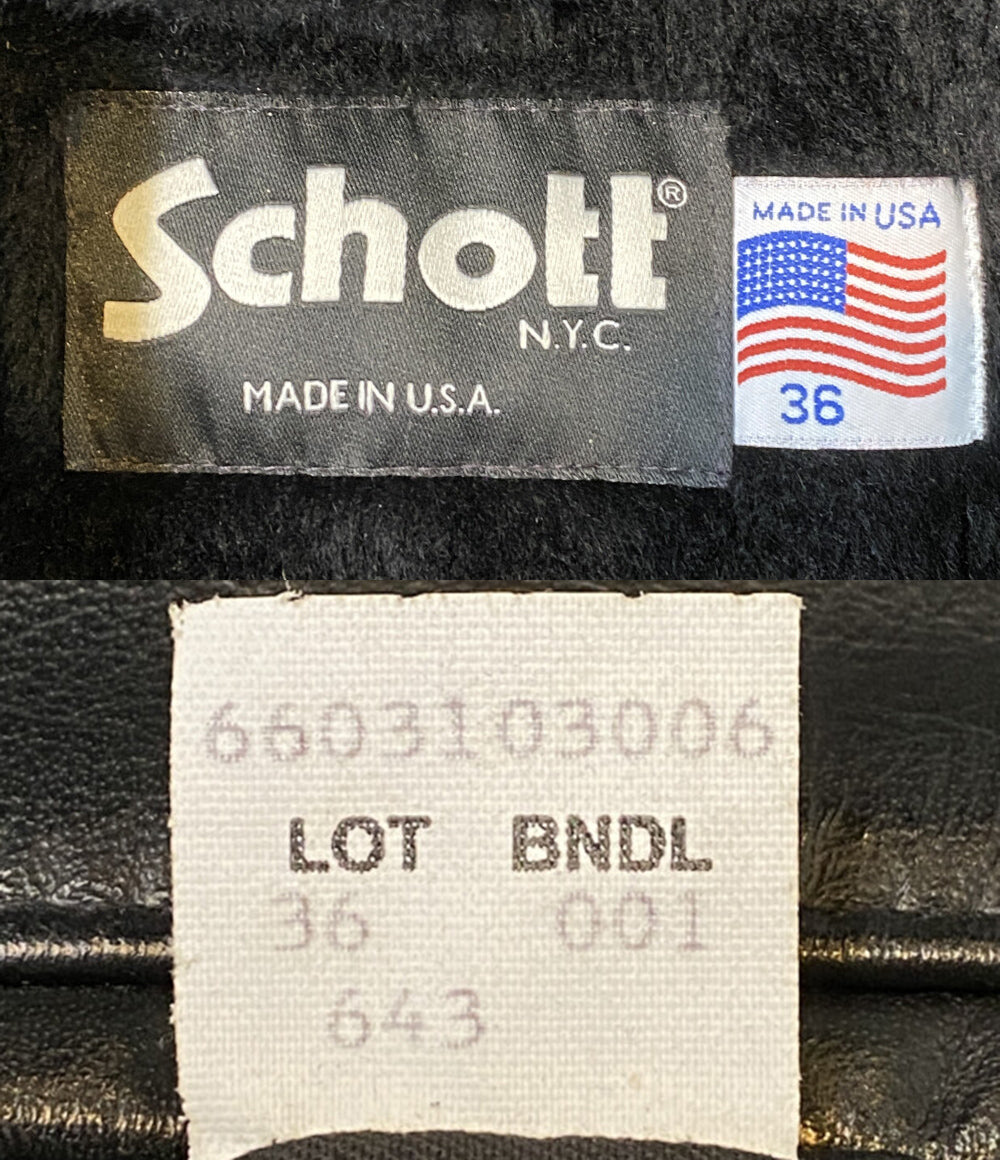 Schott®
N.Y.C.
MADE IN U.S.A.
MADE IN USA
36
6603103006
LOT BNDL
36 001
643